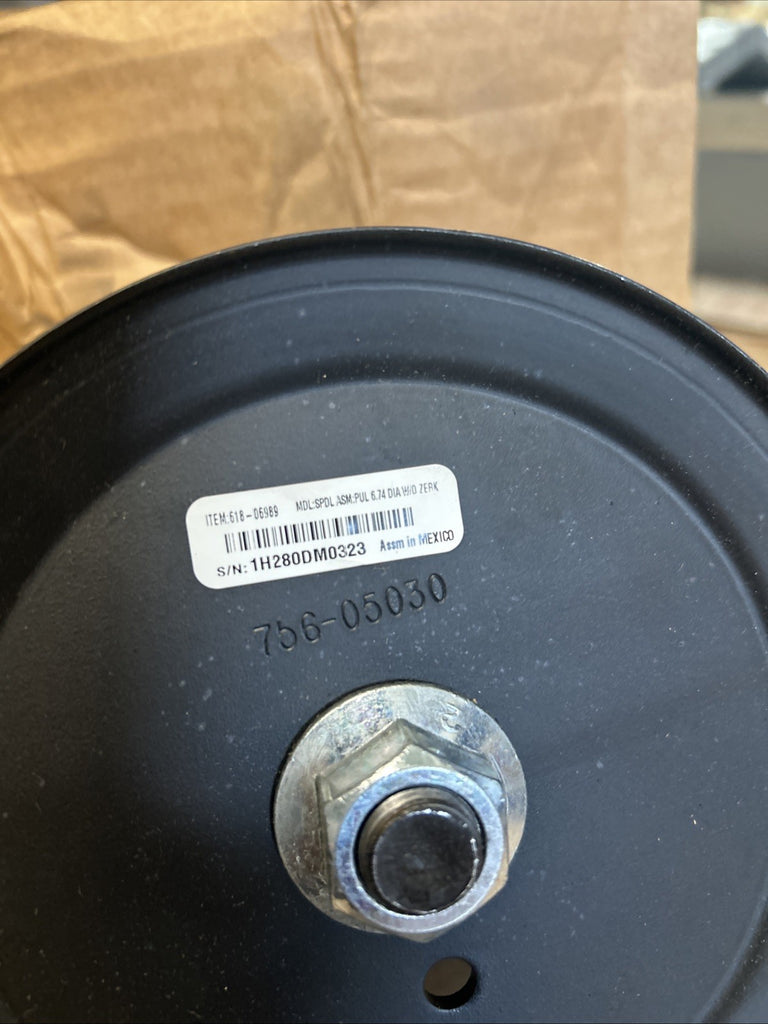 ITEM:618-06989 MDL:SPDL ASM:PUL 6.74 DIA W/O ZERK
S/N: 1H280DM0323 Assm in MEXICO
756-05030